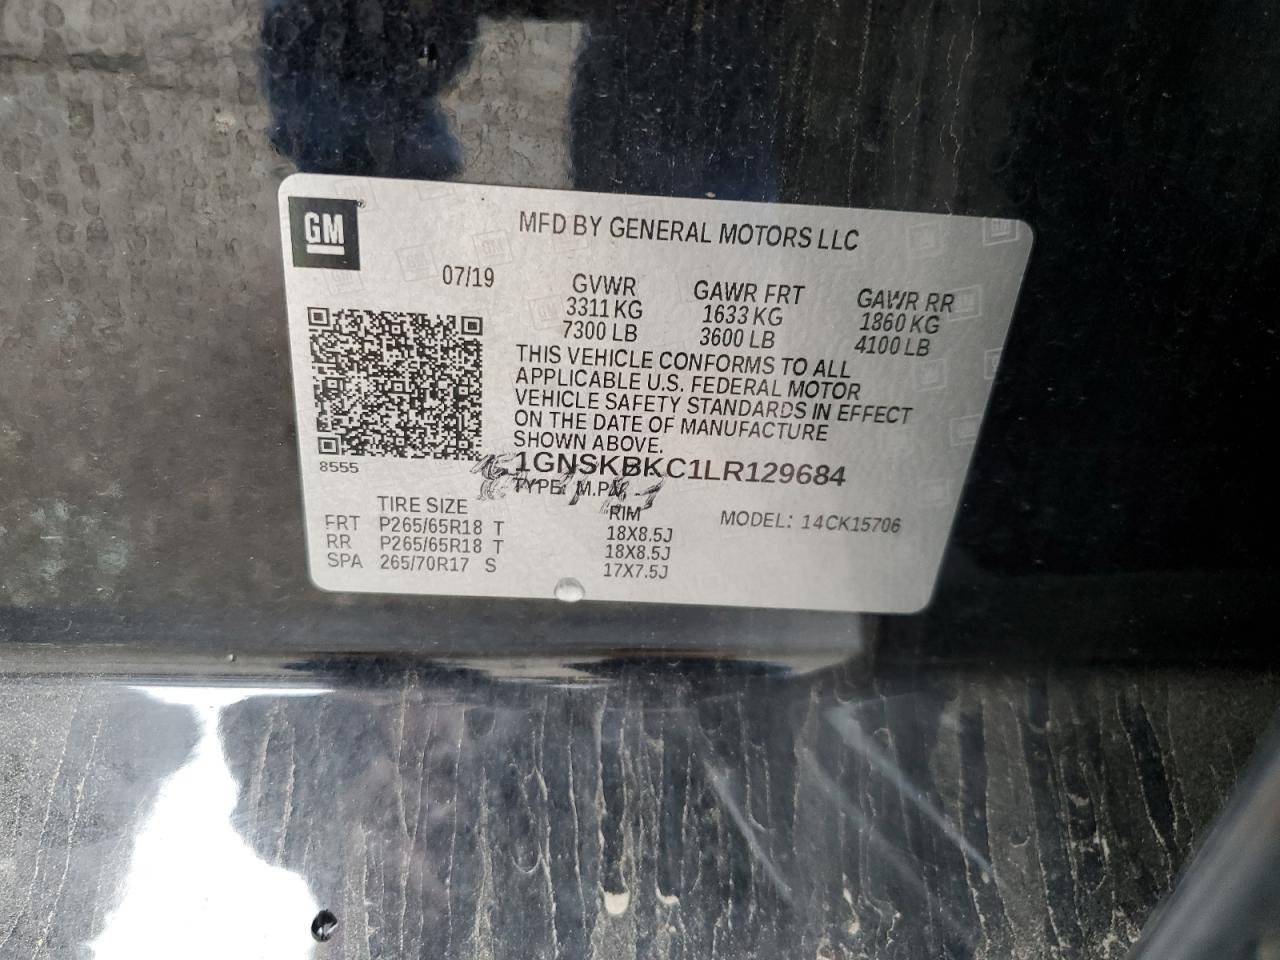 GM
MFD BY GENERAL MOTORS LLC
07/19
GVWR GAWR FRT GAWR RR
3311 KG 1633 KG 1860 KG
7300 LB 3600 LB 4100 LB
THIS VEHICLE CONFORMS TO ALL
APPLICABLE U.S. FEDERAL MOTOR
VEHICLE SAFETY STANDARDS IN EFFECT
ON THE DATE OF MANUFACTURE
SHOWN ABOVE.
8555
1GNSKBKC1LR129684
TYPE: M.P.V.
MODEL: 14CK15706
TIRE SIZE RIM
FRT P265/65R18 T 18X8.5J
RR P265/65R18 T 18X8.5J
SPA 265/70R17 S 17X7.5J